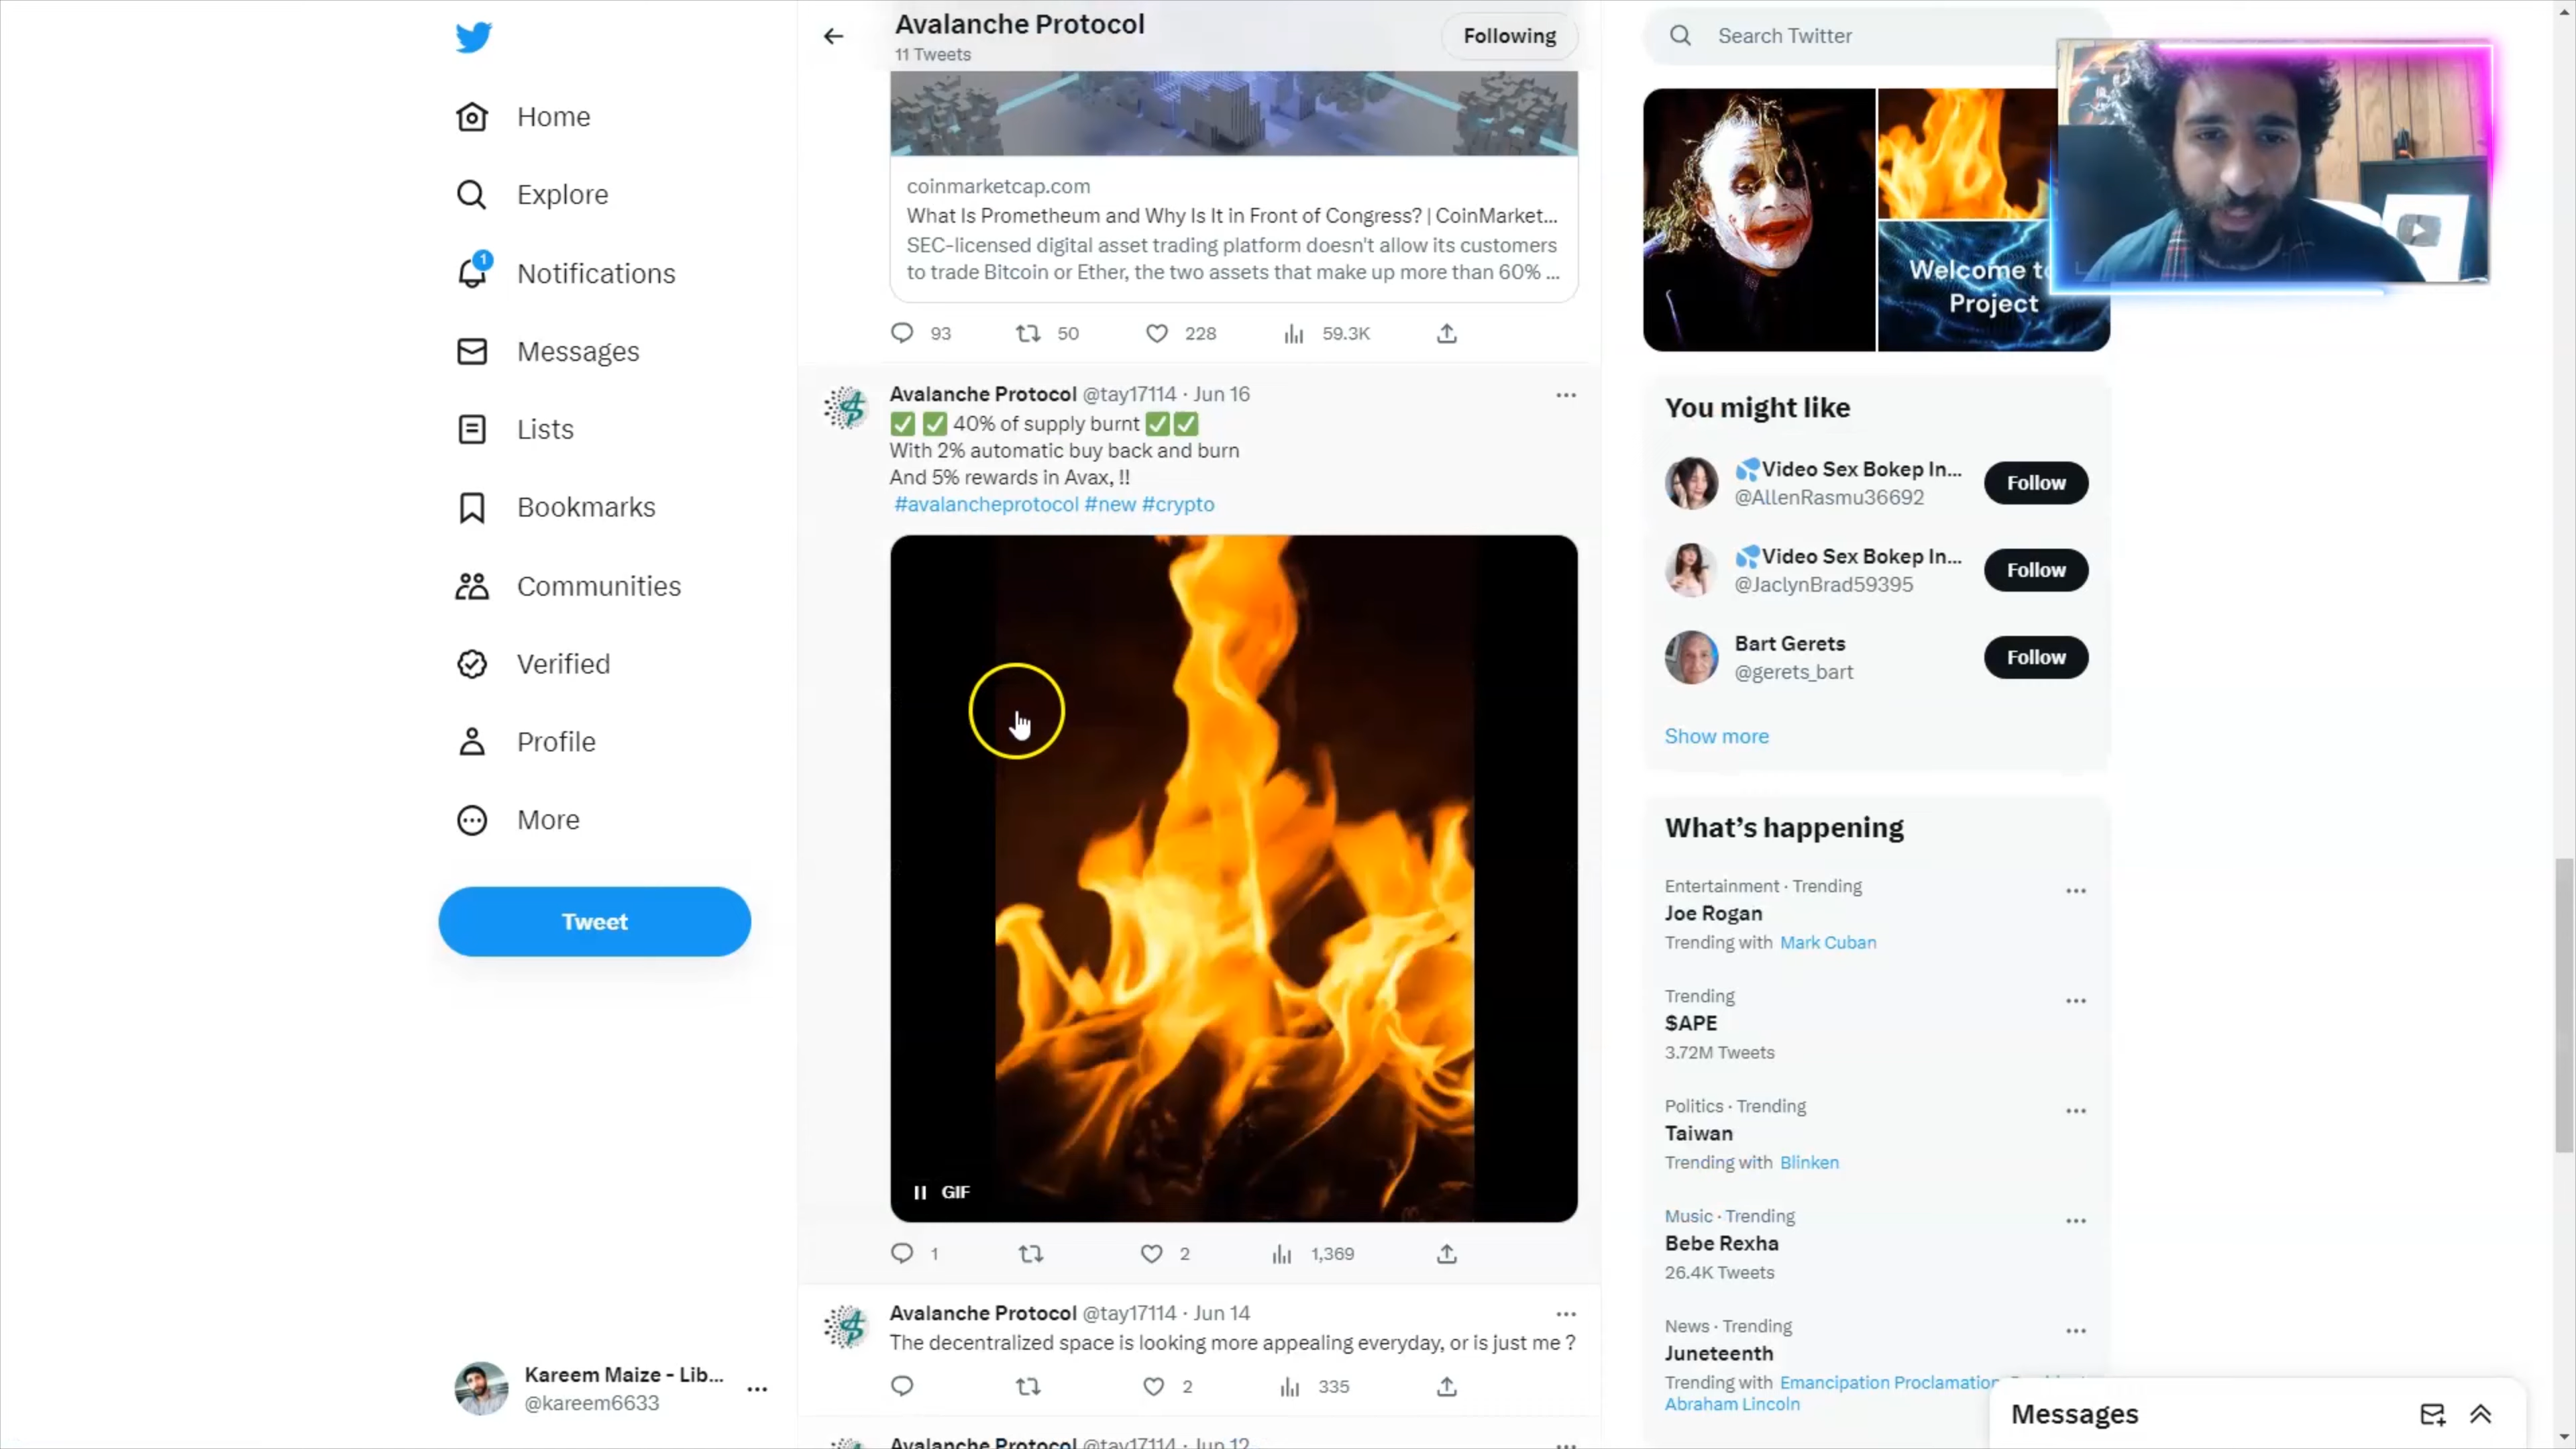 Home
Explore
1
Notifications
Messages
Lists
Bookmarks
Communities
Verified
Profile
More
Tweet
Kareem Maize - Lib...
@kareem6633
Avalanche Protocol
11 Tweets
Following
coinmarketcap.com
What Is Prometheum and Why Is It in Front of Congress? | CoinMarket...
SEC-licensed digital asset trading platform doesn't allow its customers
to trade Bitcoin or Ether, the two assets that make up more than 60% ...
93 50 228 59.3K
Avalanche Protocol @tay17114 · Jun 16
✅ ✅ 40% of supply burnt ✅✅
With 2% automatic buy back and burn
And 5% rewards in Avax, !!
#avalancheprotocol #new #crypto
GIF
1 2 1,369
Avalanche Protocol @tay17114 · Jun 14
The decentralized space is looking more appealing everyday, or is just me ?
2 335
Avalanche Protocol @tay17114 · Jun 12
Search Twitter
Welcome to
Project
You might like
💦Video Sex Bokep In...
@AllenRasmu36692
Follow
💦Video Sex Bokep In...
@JaclynBrad59395
Follow
Bart Gerets
@gerets_bart
Follow
Show more
What's happening
Entertainment · Trending
Joe Rogan
Trending with Mark Cuban
Trending
$APE
3.72M Tweets
Politics · Trending
Taiwan
Trending with Blinken
Music · Trending
Bebe Rexha
26.4K Tweets
News · Trending
Juneteenth
Trending with Emancipation Proclamation,
Abraham Lincoln
Messages